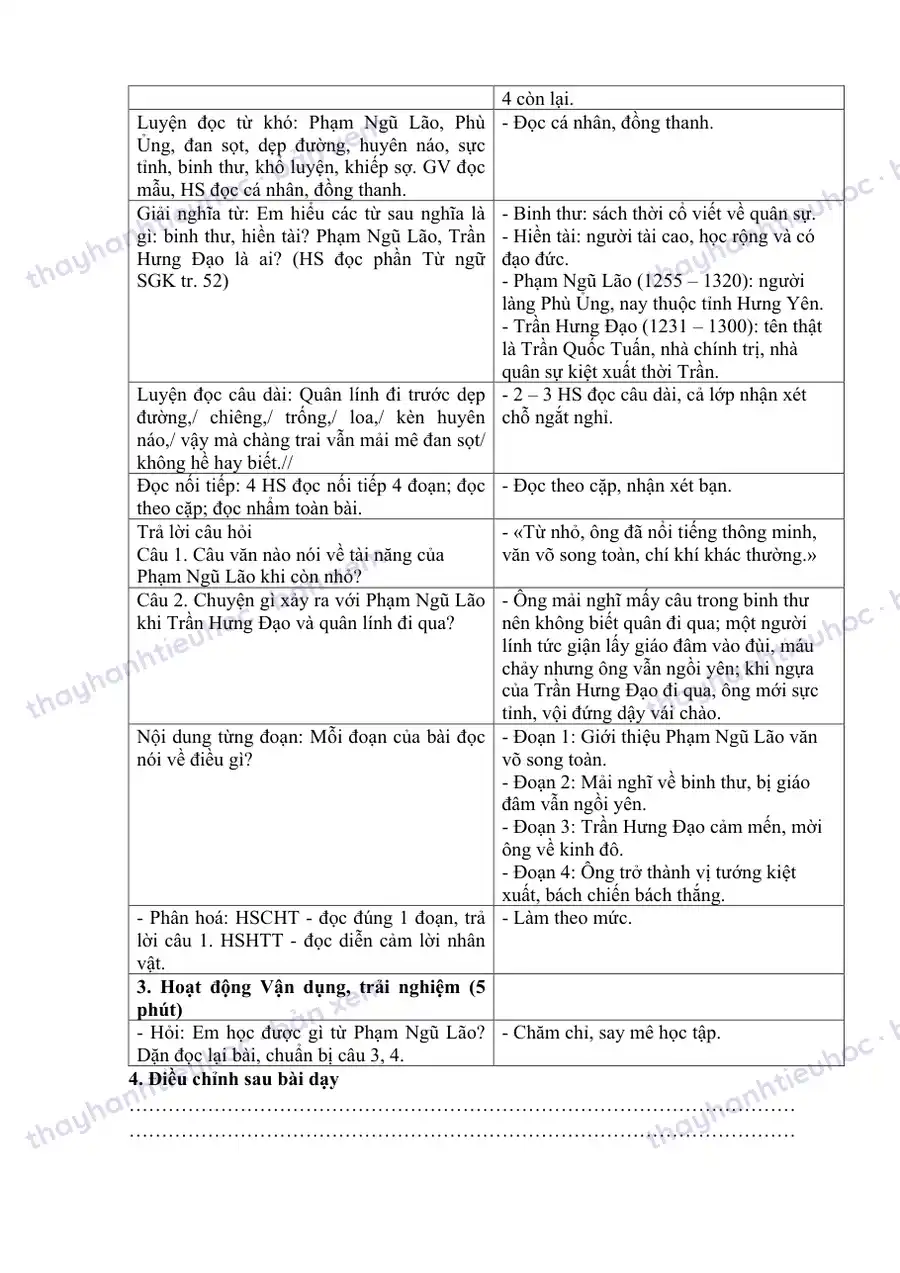 4 còn lại.
Luyện đọc từ khó: Phạm Ngũ Lão, Phù
Ủng, đan sọt, dẹp đường, huyên náo, sực
tỉnh, binh thư, khổ luyện, khiếp sợ. GV đọc
mẫu, HS đọc cá nhân, đồng thanh.
- Đọc cá nhân, đồng thanh.
Giải nghĩa từ: Em hiểu các từ sau nghĩa là
gì: binh thư, hiền tài? Phạm Ngũ Lão, Trần
Hưng Đạo là ai? (HS đọc phần Từ ngữ
SGK tr. 52)
- Binh thư: sách thời cổ viết về quân sự.
- Hiền tài: người tài cao, học rộng và có
đạo đức.
- Phạm Ngũ Lão (1255 – 1320): người
làng Phù Ủng, nay thuộc tỉnh Hưng Yên.
- Trần Hưng Đạo (1231 – 1300): tên thật
là Trần Quốc Tuấn, nhà chính trị, nhà
quân sự kiệt xuất thời Trần.
Luyện đọc câu dài: Quân lính đi trước dẹp
đường,/ chiêng,/ trống,/ loa,/ kèn huyên
náo,/ vậy mà chàng trai vẫn mải mê đan sọt/
không hề hay biết.//
- 2 – 3 HS đọc câu dài, cả lớp nhận xét
chỗ ngắt nghỉ.
Đọc nối tiếp: 4 HS đọc nối tiếp 4 đoạn; đọc
theo cặp; đọc nhẩm toàn bài.
- Đọc theo cặp, nhận xét bạn.
Trả lời câu hỏi
Câu 1. Câu văn nào nói về tài năng của
Phạm Ngũ Lão khi còn nhỏ?
- «Từ nhỏ, ông đã nổi tiếng thông minh,
văn võ song toàn, chí khí khác thường.»
Câu 2. Chuyện gì xảy ra với Phạm Ngũ Lão
khi Trần Hưng Đạo và quân lính đi qua?
- Ông mải nghĩ mấy câu trong binh thư
nên không biết quân đi qua; một người
lính tức giận lấy giáo đâm vào đùi, máu
chảy nhưng ông vẫn ngồi yên; khi ngựa
của Trần Hưng Đạo đi qua, ông mới sực
tỉnh, vội đứng dậy vái chào.
Nội dung từng đoạn: Mỗi đoạn của bài đọc
nói về điều gì?
- Đoạn 1: Giới thiệu Phạm Ngũ Lão văn
võ song toàn.
- Đoạn 2: Mải nghĩ về binh thư, bị giáo
đâm vẫn ngồi yên.
- Đoạn 3: Trần Hưng Đạo cảm mến, mời
ông về kinh đô.
- Đoạn 4: Ông trở thành vị tướng kiệt
xuất, bách chiến bách thắng.
- Phân hoá: HSCHT - đọc đúng 1 đoạn, trả
lời câu 1. HSHTT - đọc diễn cảm lời nhân
vật.
- Làm theo mức.
3. Hoạt động Vận dụng, trải nghiệm (5
phút)
- Hỏi: Em học được gì từ Phạm Ngũ Lão?
Dặn đọc lại bài, chuẩn bị câu 3, 4.
- Chăm chỉ, say mê học tập.
4. Điều chỉnh sau bài dạy
thayhanhtieuhoc · bản xem
thayhanhtieuhoc · b
thayhanhtieuhoc · bản xem
thayhanhtieuhoc · b
thayhanhtieuhoc · bản xem
thayhanhtieuhoc · b